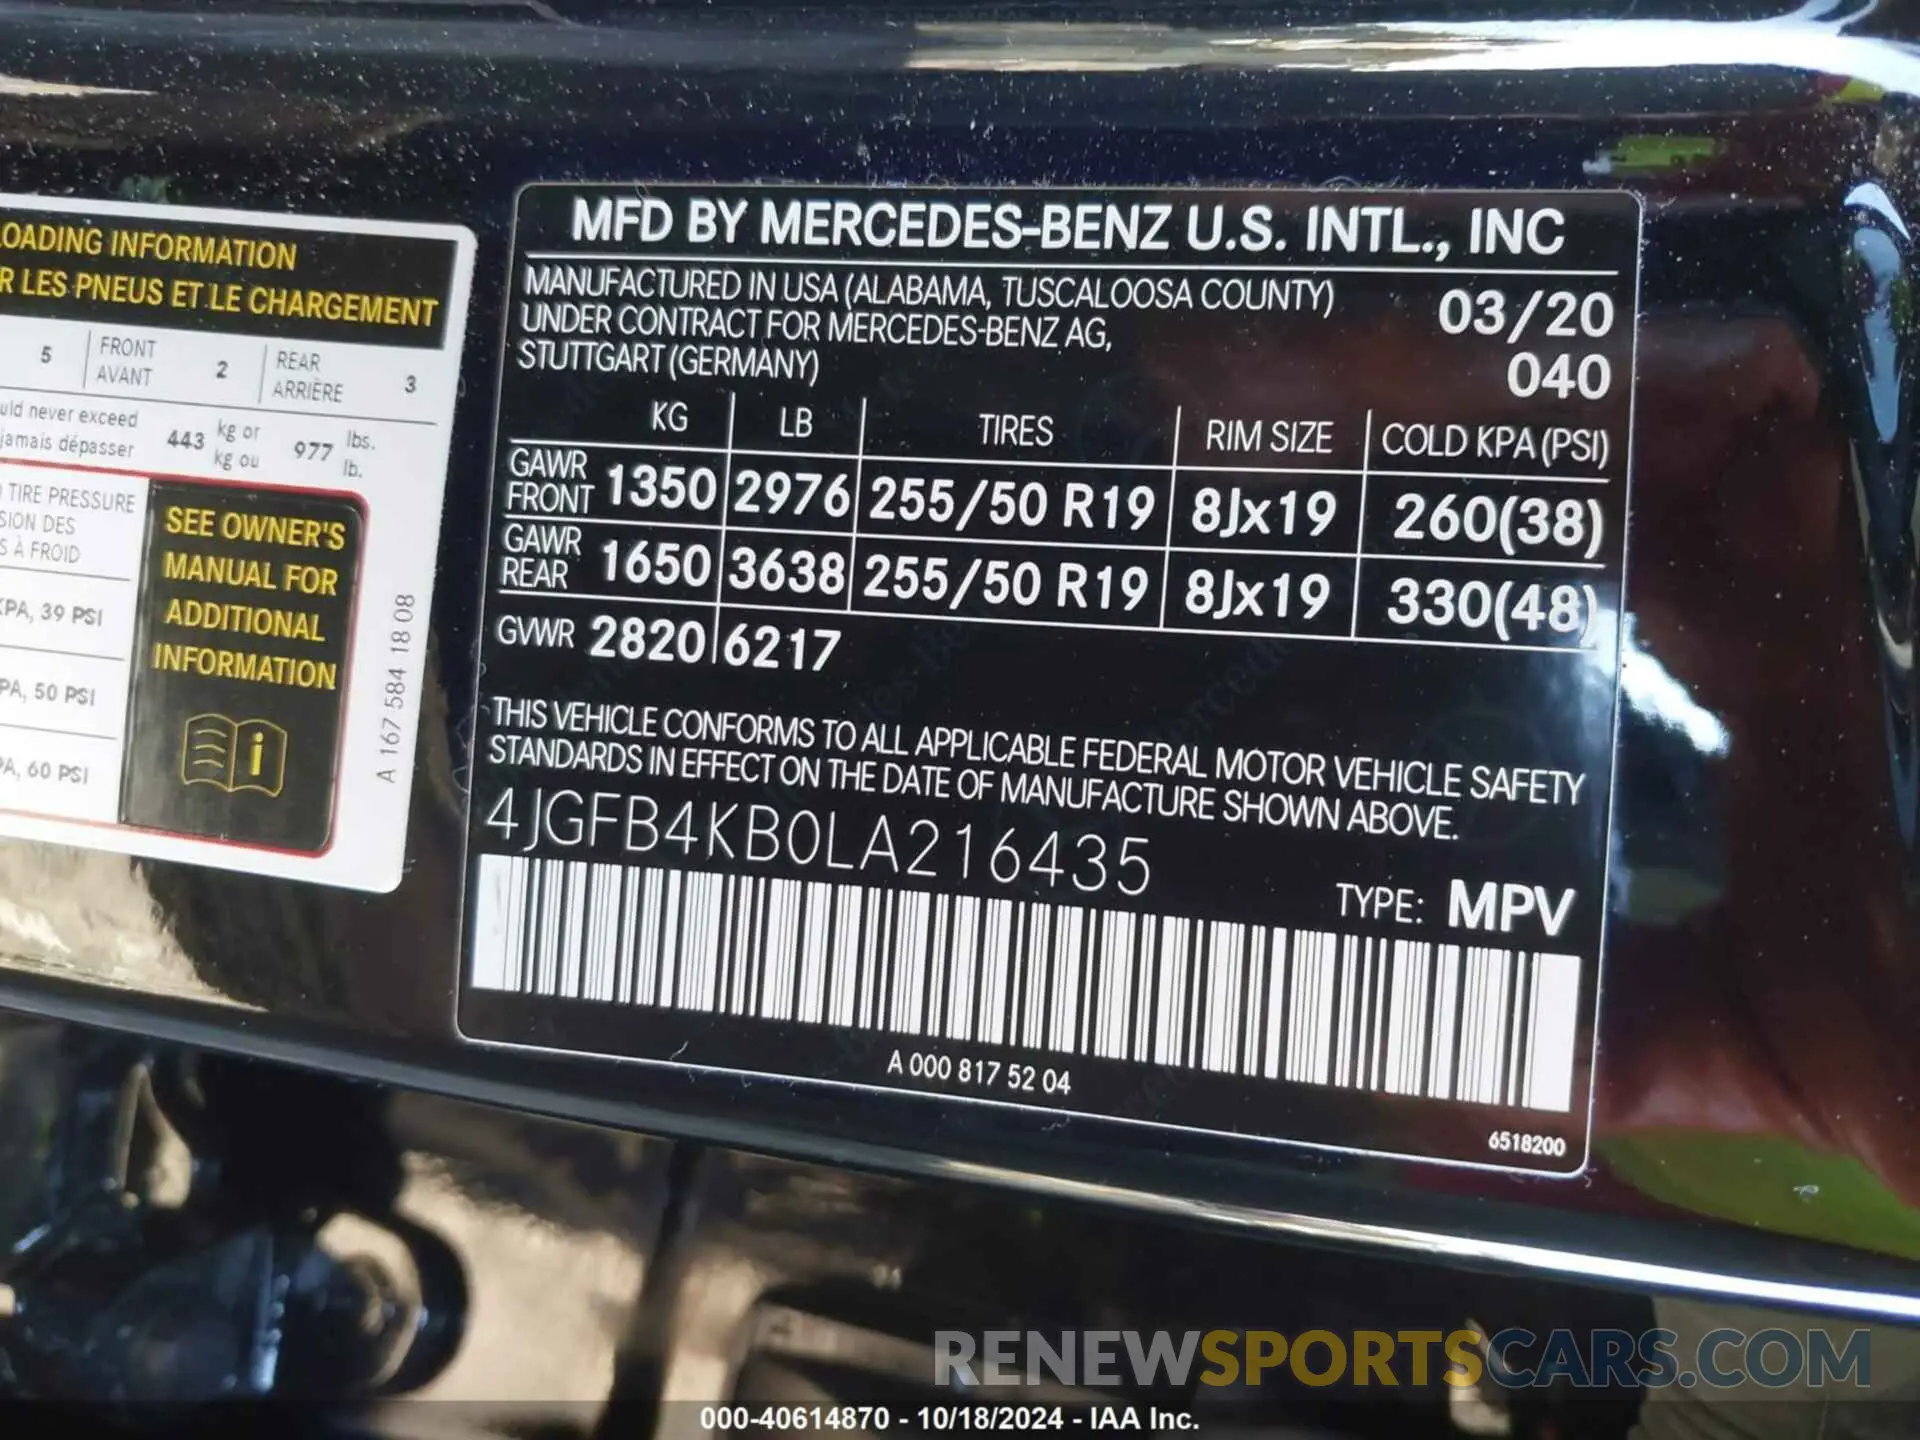 LOADING INFORMATION
R LES PNEUS ET LE CHARGEMENT
5 FRONT AVANT 2 REAR ARRIÈRE 3
never exceed
jamais dépasser 443 kg or kg ou 977 lbs. lb.
TIRE PRESSURE
DES
À FROID
KPA, 39 PSI
PA, 50 PSI
PA, 60 PSI
SEE OWNER'S
MANUAL FOR
ADDITIONAL
INFORMATION
i
A 167 584 18 08
MFD BY MERCEDES-BENZ U.S. INTL., INC
MANUFACTURED IN USA (ALABAMA, TUSCALOOSA COUNTY)
UNDER CONTRACT FOR MERCEDES-BENZ AG,
STUTTGART (GERMANY)
03/20
040
KG LB TIRES RIM SIZE COLD KPA (PSI)
GAWR FRONT 1350 2976 255/50 R19 8Jx19 260(38)
GAWR REAR 1650 3638 255/50 R19 8Jx19 330(48)
GVWR 2820 6217
THIS VEHICLE CONFORMS TO ALL APPLICABLE FEDERAL MOTOR VEHICLE SAFETY
STANDARDS IN EFFECT ON THE DATE OF MANUFACTURE SHOWN ABOVE.
4JGFB4KB0LA216435
TYPE: MPV
A 000 817 52 04
6518200
RENEWSPORTSCARS.COM
000-40614870 - 10/18/2024 - IAA Inc.